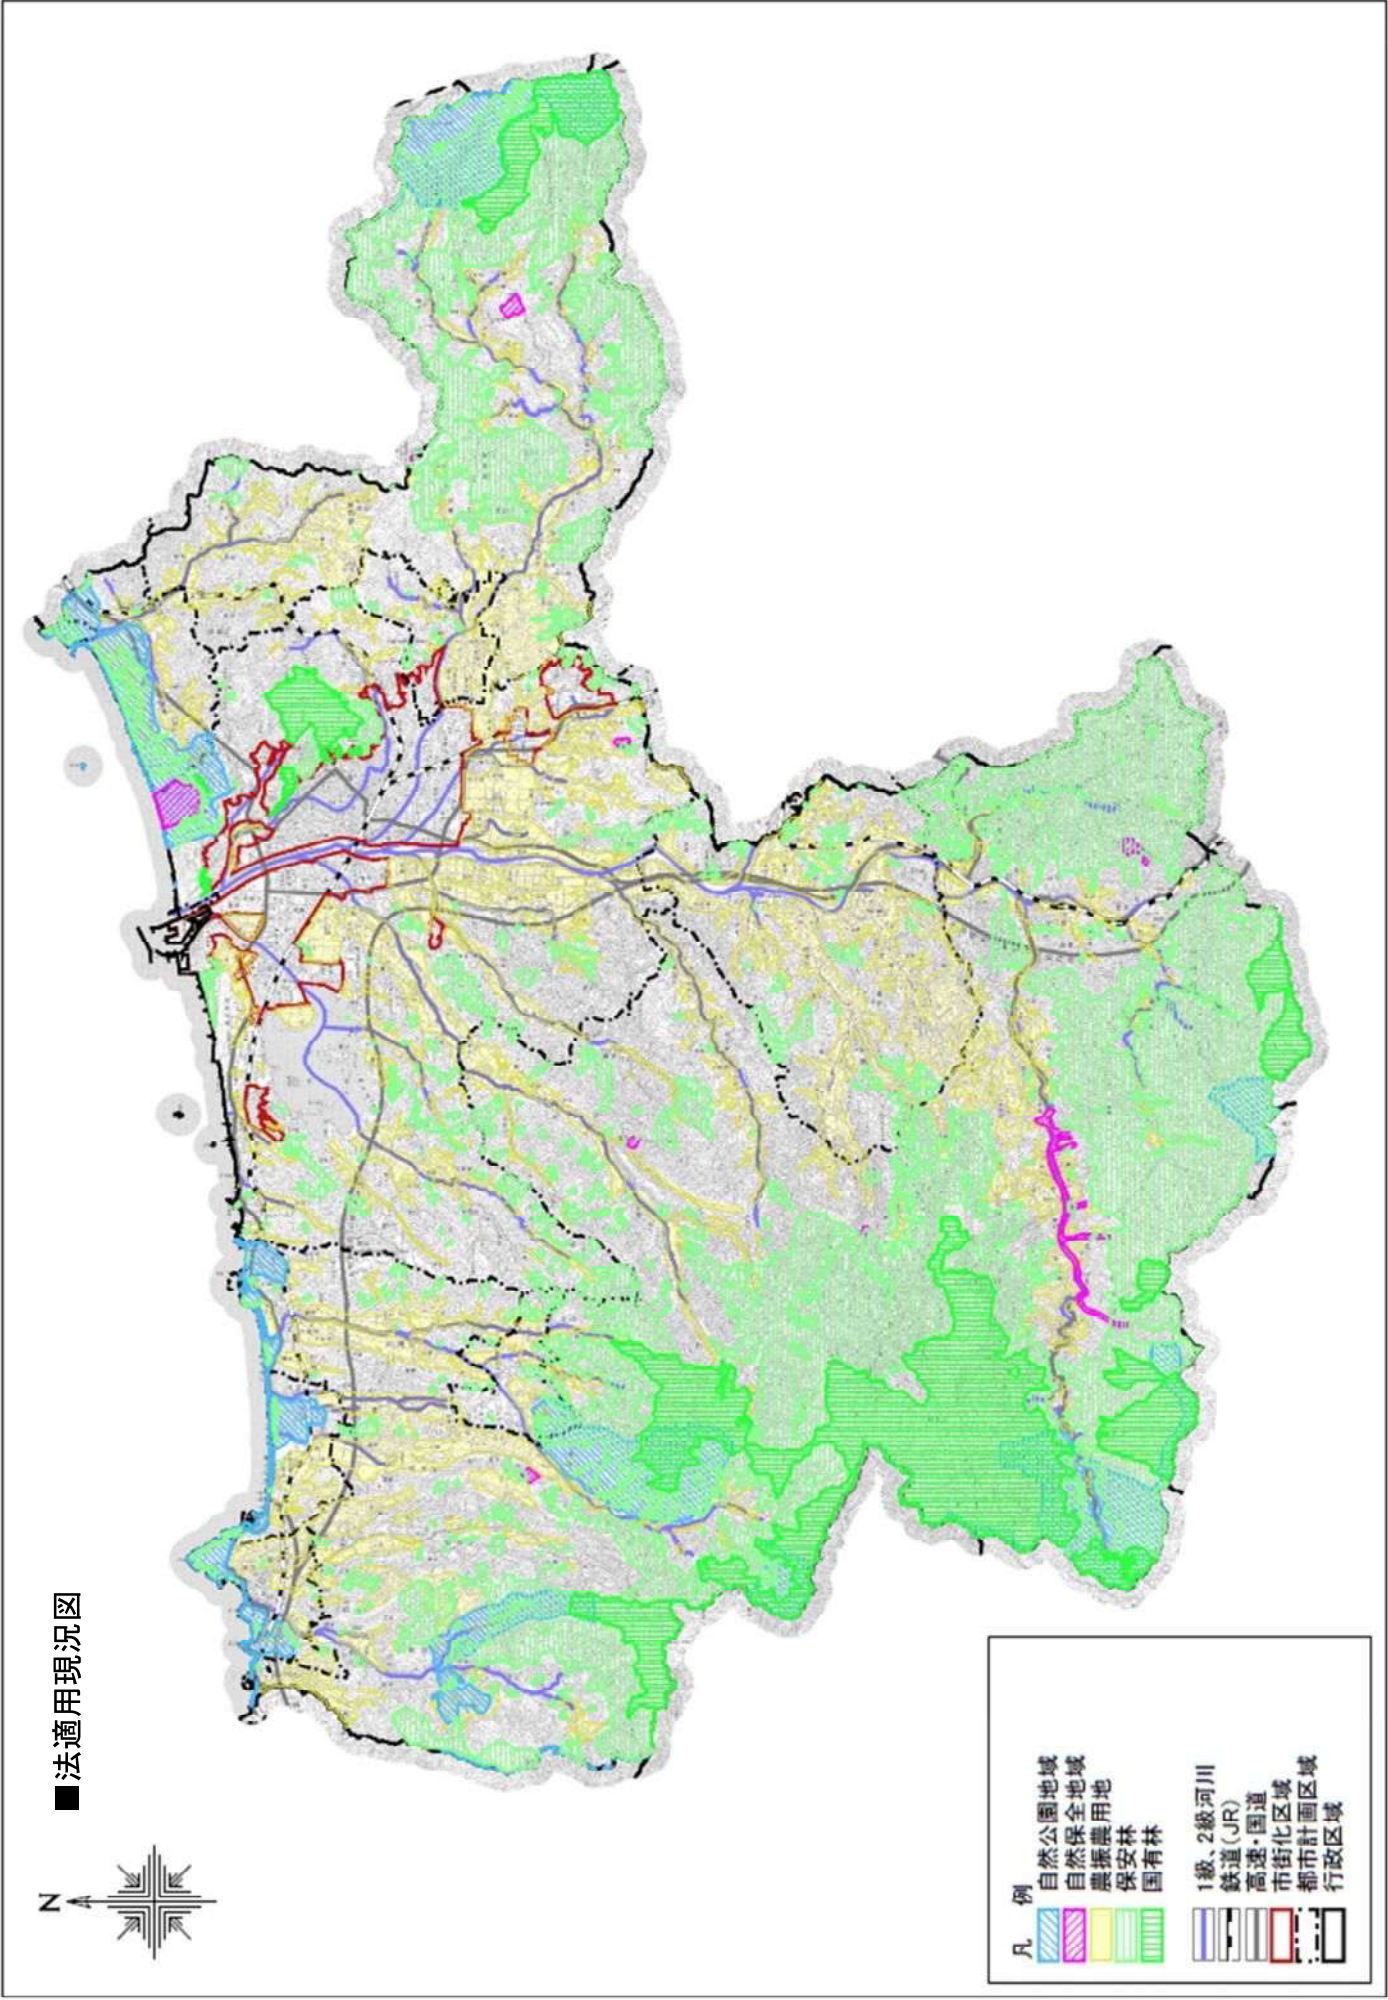 ■法適用現況図
N
凡 例
自然公園地域
自然保全地域
農振農用地
保安林
国有林
1級、2級河川
鉄道(JR)
高速・国道
市街化区域
都市計画区域
行政区域